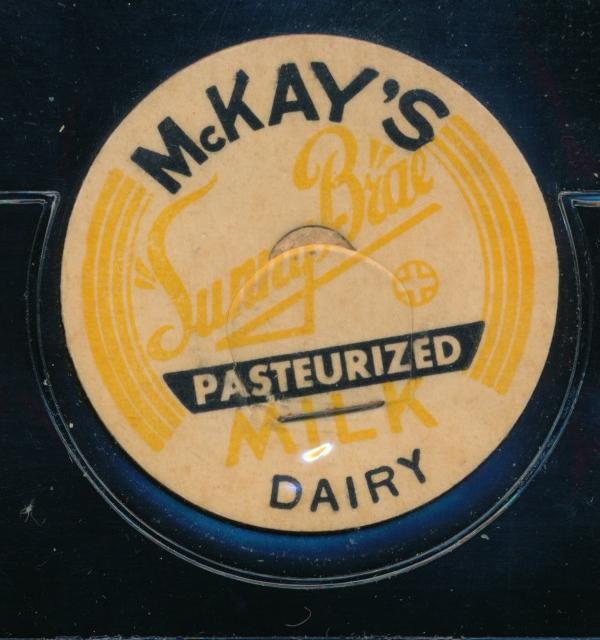 McKAY'S
Sunny Brae
PASTEURIZED
MILK
DAIRY